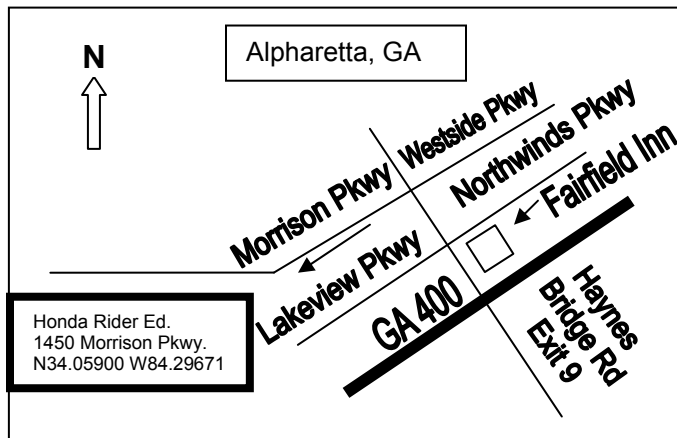 N
Alpharetta, GA
Westside Pkwy
Northwinds Pkwy
Morrison Pkwy
Fairfield Inn
Lakeview Pkwy
GA 400
Haynes
Bridge Rd
Exit 9
Honda Rider Ed.
1450 Morrison Pkwy.
N34.05900 W84.29671